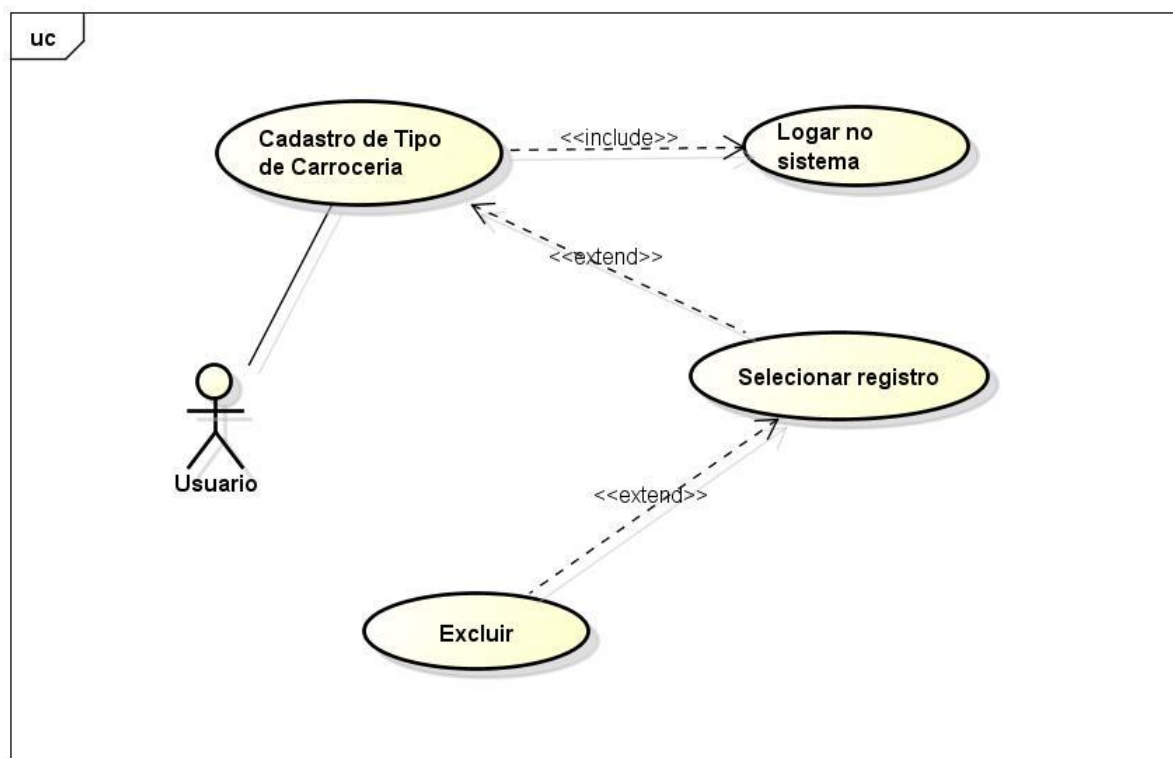 uc
Cadastro de Tipo
de Carroceria
<<include>>
Logar no
sistema
<<extend>>
Selecionar registro
Usuario
<<extend>>
Excluir